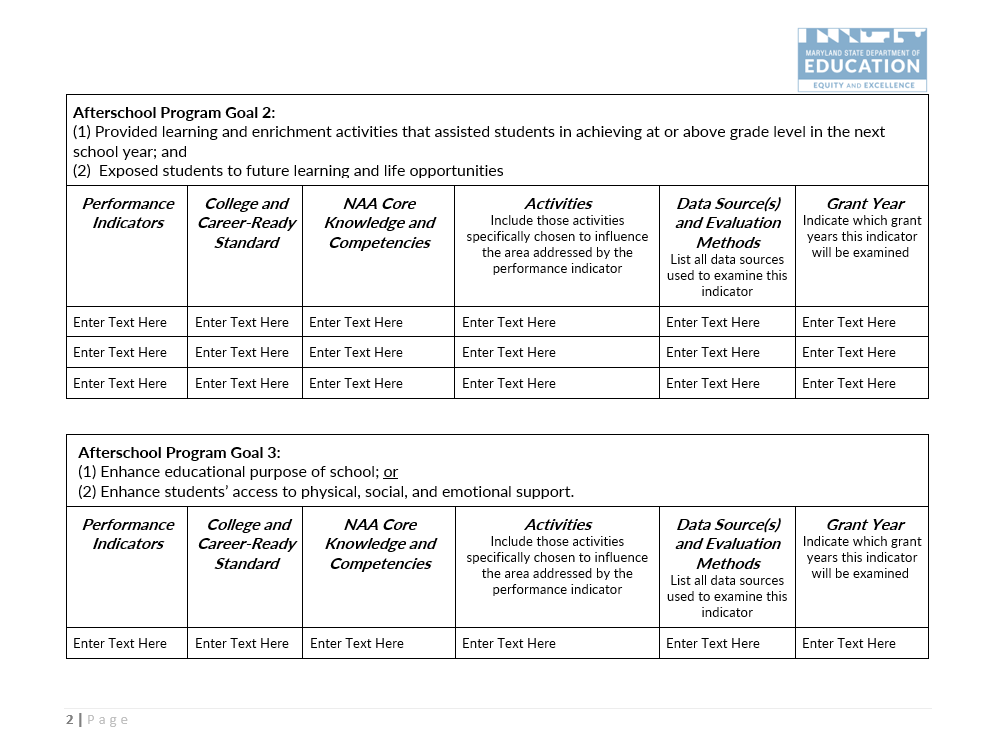 MARYLAND STATE DEPARTMENT OF
EDUCATION
EQUITY AND EXCELLENCE
Afterschool Program Goal 2:
(1) Provided learning and enrichment activities that assisted students in achieving at or above grade level in the next
school year; and
(2) Exposed students to future learning and life opportunities
Performance
Indicators
College and
Career-Ready
Standard
NAA Core
Knowledge and
Competencies
Activities
Include those activities
specifically chosen to influence
the area addressed by the
performance indicator
Data Source(s)
and Evaluation
Methods
List all data sources
used to examine this
indicator
Grant Year
Indicate which grant
years this indicator
will be examined
Enter Text Here Enter Text Here Enter Text Here Enter Text Here Enter Text Here Enter Text Here
Enter Text Here Enter Text Here Enter Text Here Enter Text Here Enter Text Here Enter Text Here
Enter Text Here Enter Text Here Enter Text Here Enter Text Here Enter Text Here Enter Text Here
Afterschool Program Goal 3:
(1) Enhance educational purpose of school; or
(2) Enhance students’ access to physical, social, and emotional support.
Performance
Indicators
College and
Career-Ready
Standard
NAA Core
Knowledge and
Competencies
Activities
Include those activities
specifically chosen to influence
the area addressed by the
performance indicator
Data Source(s)
and Evaluation
Methods
List all data sources
used to examine this
indicator
Grant Year
Indicate which grant
years this indicator
will be examined
Enter Text Here Enter Text Here Enter Text Here Enter Text Here Enter Text Here Enter Text Here
2 | Page